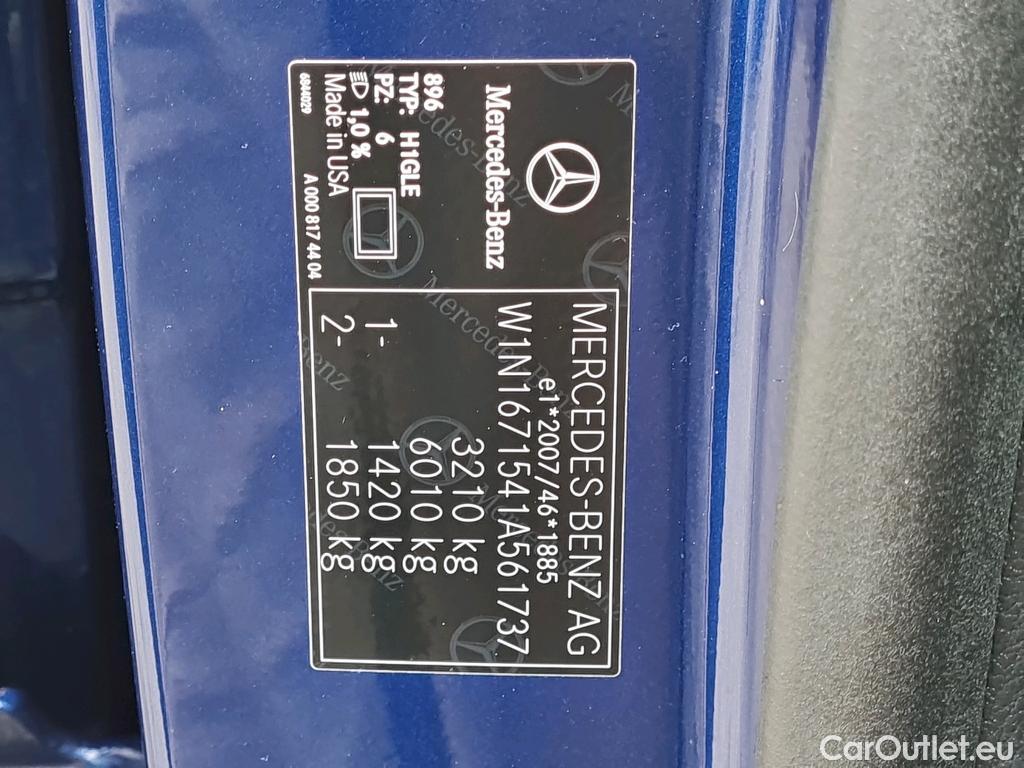 Mercedes-Benz
896
TYP: H1GLE
PZ: 6
1,0 %
Made in USA
6844029
A 000 817 44 04
MERCEDES-BENZ AG
e1*2007/46*1885
W1N1671541A561737
3210 kg
6010 kg
1- 1420 kg
2- 1850 kg
CarOutlet.eu